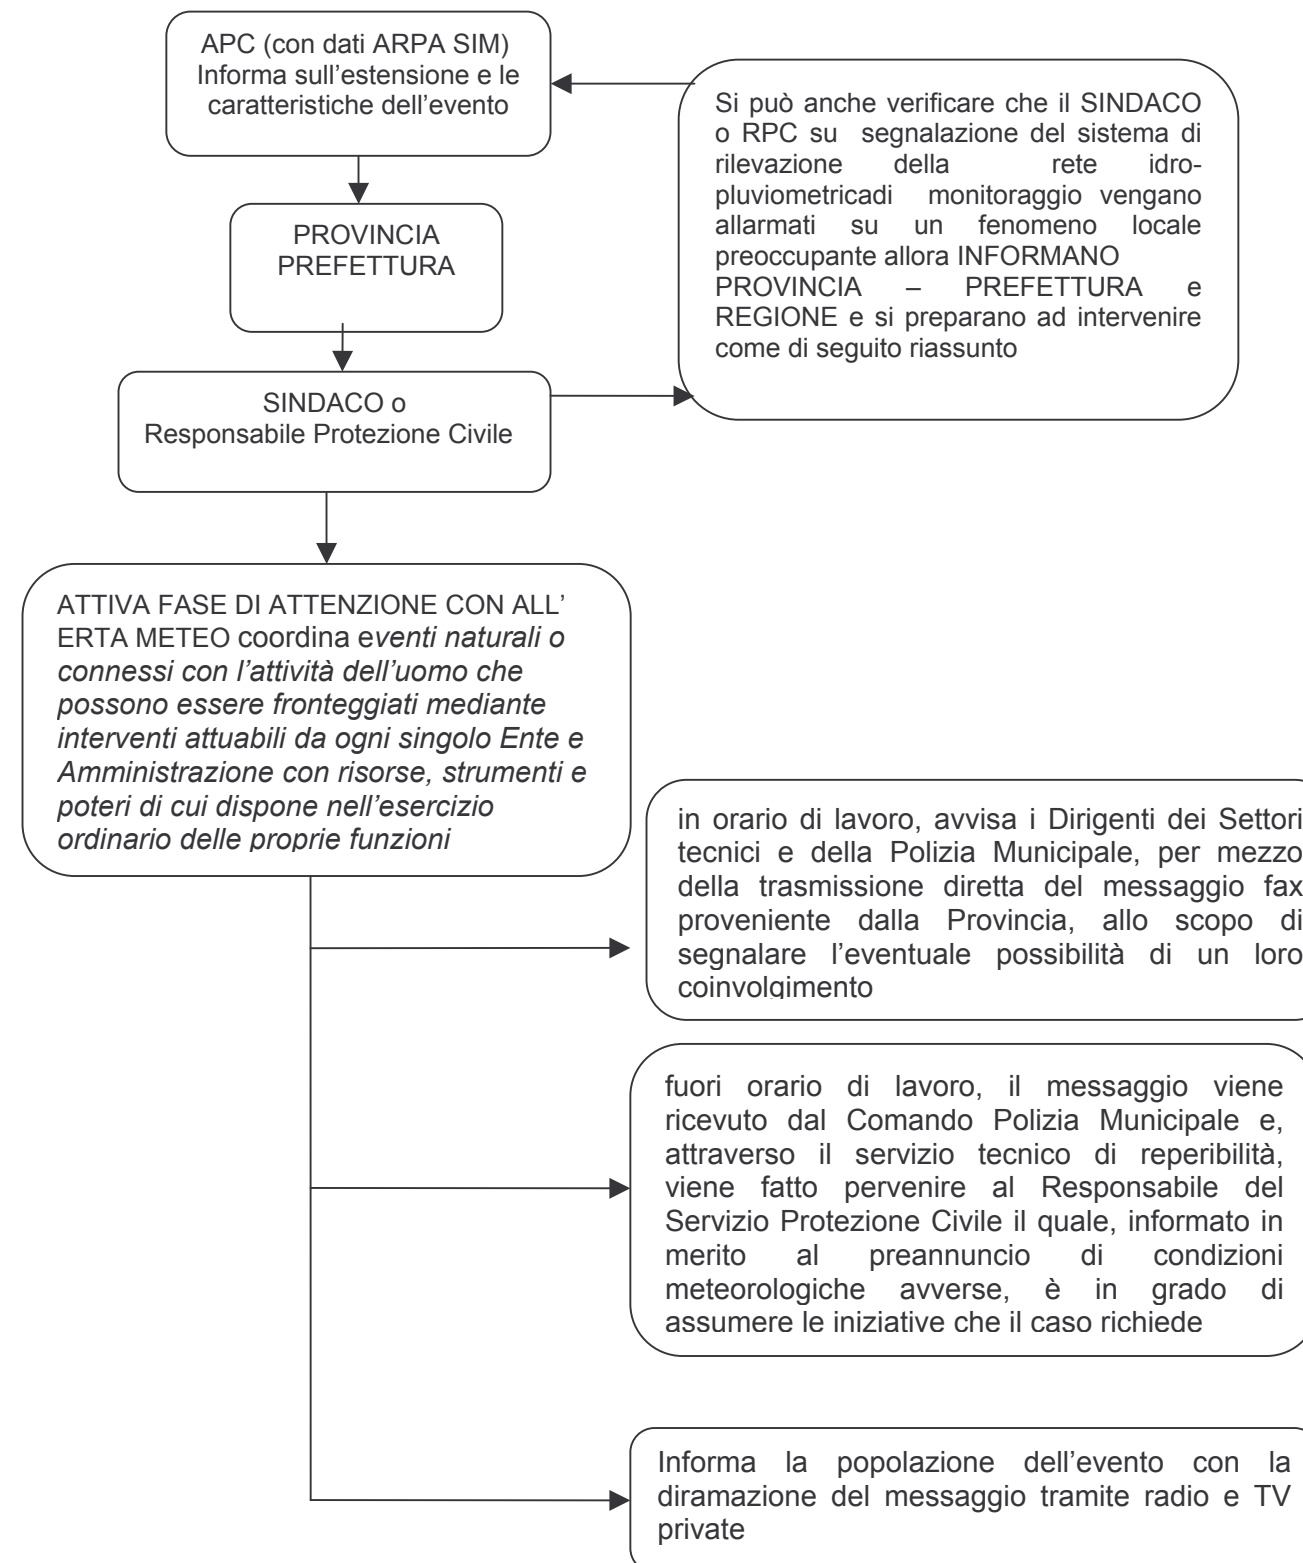 APC (con dati ARPA SIM)
Informa sull'estensione e le
caratteristiche dell'evento
Si può anche verificare che il SINDACO
o RPC su segnalazione del sistema di
rilevazione della rete idro-
pluviometricadi monitoraggio vengano
allarmati su un fenomeno locale
preoccupante allora INFORMANO
PROVINCIA – PREFETTURA e
REGIONE e si preparano ad intervenire
come di seguito riassunto
PROVINCIA
PREFETTURA
SINDACO o
Responsabile Protezione Civile
ATTIVA FASE DI ATTENZIONE CON ALL'
ERTA METEO coordina eventi naturali o
connessi con l'attività dell'uomo che
possono essere fronteggiati mediante
interventi attuabili da ogni singolo Ente e
Amministrazione con risorse, strumenti e
poteri di cui dispone nell'esercizio
ordinario delle proprie funzioni
in orario di lavoro, avvisa i Dirigenti dei Settori
tecnici e della Polizia Municipale, per mezzo
della trasmissione diretta del messaggio fax
proveniente dalla Provincia, allo scopo di
segnalare l'eventuale possibilità di un loro
coinvolgimento
fuori orario di lavoro, il messaggio viene
ricevuto dal Comando Polizia Municipale e,
attraverso il servizio tecnico di reperibilità,
viene fatto pervenire al Responsabile del
Servizio Protezione Civile il quale, informato in
merito al preannuncio di condizioni
meteorologiche avverse, è in grado di
assumere le iniziative che il caso richiede
Informa la popolazione dell'evento con la
diramazione del messaggio tramite radio e TV
private